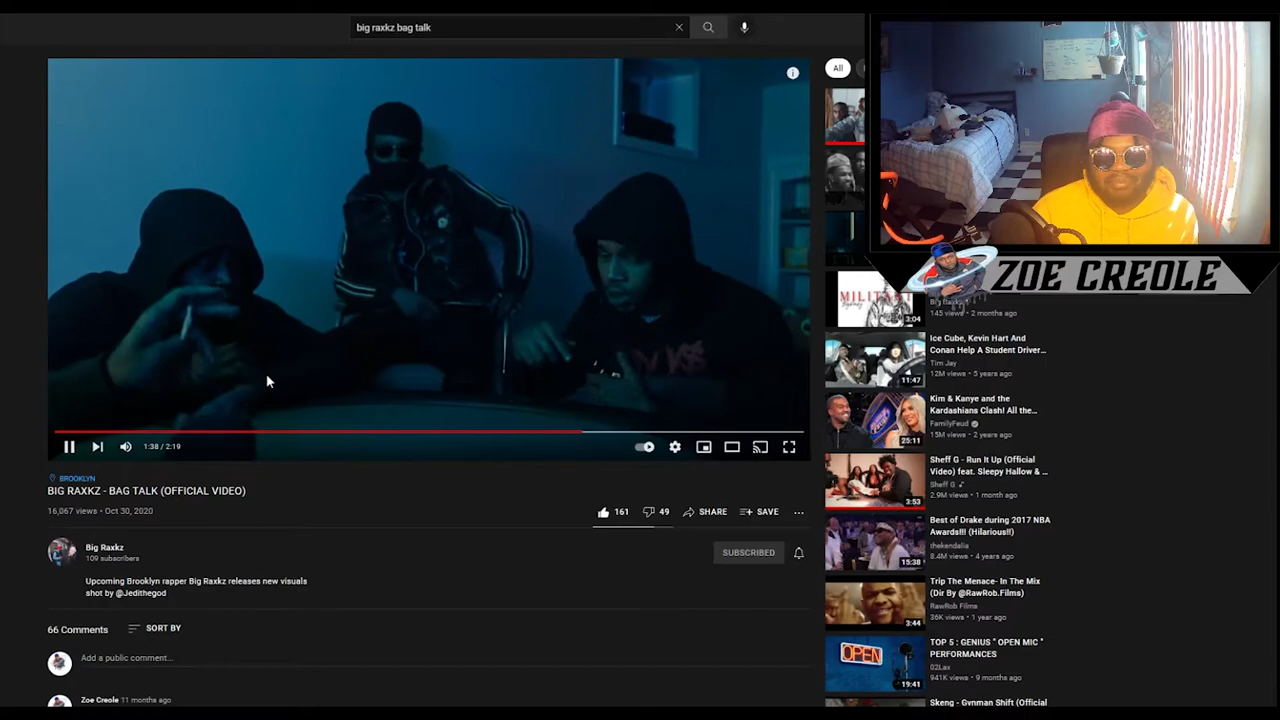 big raxkz bag talk
All
ZOE CREOLE
1:38 / 2:19
BROOKLYN
BIG RAXKZ - BAG TALK (OFFICIAL VIDEO)
16,067 views • Oct 30, 2020
161
49
SHARE
SAVE
Big Raxkz
109 subscribers
SUBSCRIBED
Upcoming Brooklyn rapper Big Raxkz releases new visuals
shot by @Jedithegod
66 Comments
SORT BY
Add a public comment...
Zoe Creole 11 months ago
3:04
Big Raxkz
145 views • 2 months ago
Ice Cube, Kevin Hart And
Conan Help A Student Driver...
Tim Jay
12M views • 5 years ago
11:47
Kim & Kanye and the
Kardashians Clash! All the...
FamilyFeud
15M views • 2 years ago
25:11
Sheff G - Run It Up (Official
Video) feat. Sleepy Hallow & ...
Sheff G
2.9M views • 1 month ago
3:53
Best of Drake during 2017 NBA
Awards!!! (Hilarious!!)
thekendalia
8.4M views • 4 years ago
15:38
Trip The Menace- In The Mix
(Dir By @RawRob.Films)
RawRob Films
36K views • 1 year ago
3:44
TOP 5 : GENIUS " OPEN MIC "
PERFORMANCES
02Lax
941K views • 9 months ago
OPEN
19:41
Skeng - Gvnman Shift (Official